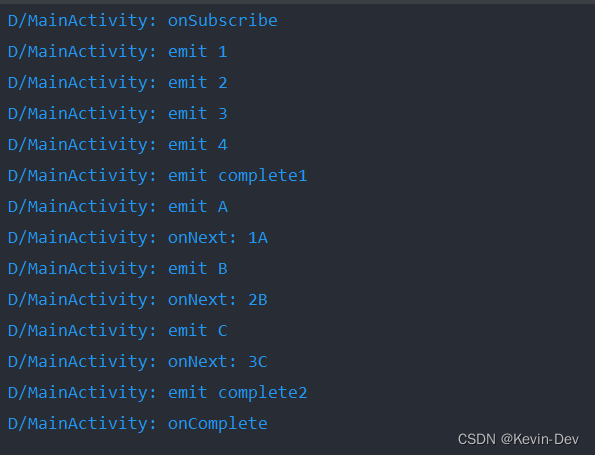 D/MainActivity: onSubscribe
D/MainActivity: emit 1
D/MainActivity: emit 2
D/MainActivity: emit 3
D/MainActivity: emit 4
D/MainActivity: emit complete1
D/MainActivity: emit A
D/MainActivity: onNext: 1A
D/MainActivity: emit B
D/MainActivity: onNext: 2B
D/MainActivity: emit C
D/MainActivity: onNext: 3C
D/MainActivity: emit complete2
D/MainActivity: onComplete
CSDN @Kevin-Dev